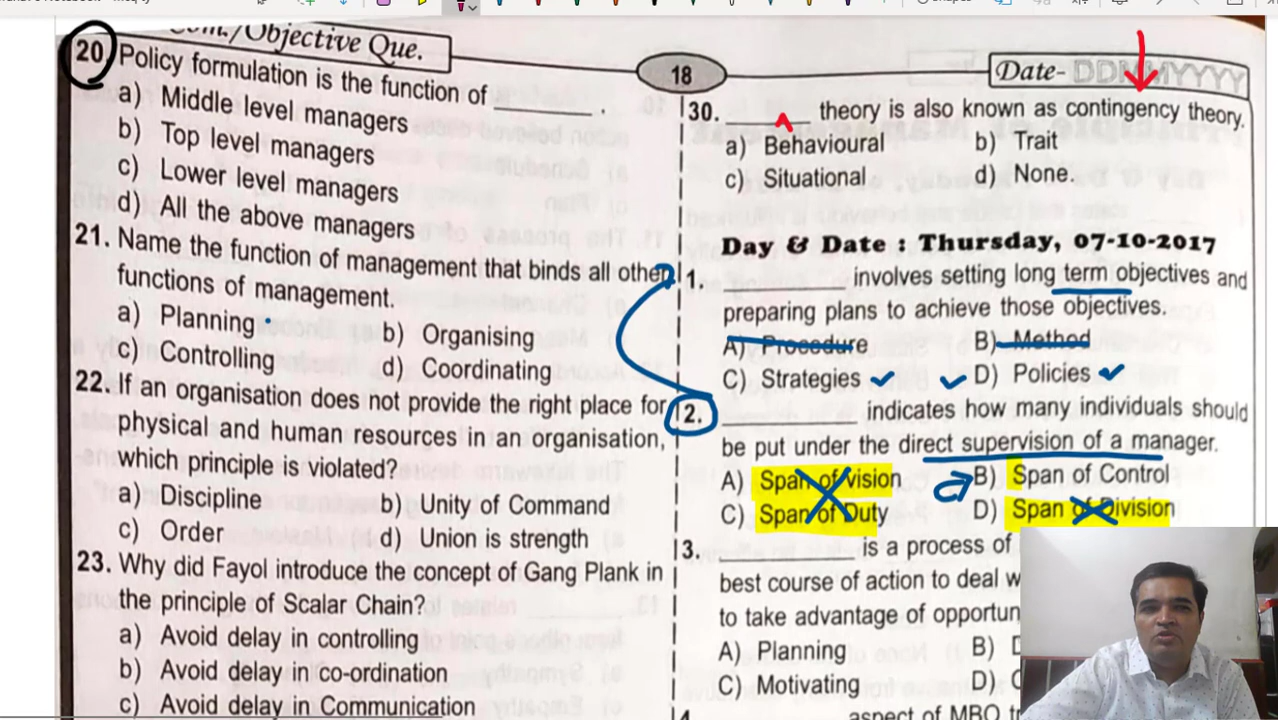 Objective Que.
20. Policy formulation is the function of ________ .
a) Middle level managers
b) Top level managers
c) Lower level managers
d) All the above managers
21. Name the function of management that binds all other
functions of management.
a) Planning b) Organising
c) Controlling d) Coordinating
22. If an organisation does not provide the right place for
physical and human resources in an organisation,
which principle is violated?
a) Discipline b) Unity of Command
c) Order d) Union is strength
23. Why did Fayol introduce the concept of Gang Plank in
the principle of Scalar Chain?
a) Avoid delay in controlling
b) Avoid delay in co-ordination
c) Avoid delay in Communication
18
Date- DDMMYYYY
30. _______ theory is also known as contingency theory.
a) Behavioural b) Trait
c) Situational d) None.
Day & Date : Thursday, 07-10-2017
1. __________ involves setting long term objectives and
preparing plans to achieve those objectives.
A) Procedure B) Method
C) Strategies D) Policies
2. ___________ indicates how many individuals should
be put under the direct supervision of a manager.
A) Span of vision B) Span of Control
C) Span of Duty D) Span of Division
3. ___________ is a process of
best course of action to deal
to take advantage of
A) Planning B)
C) Motivating D)
aspect of MBO